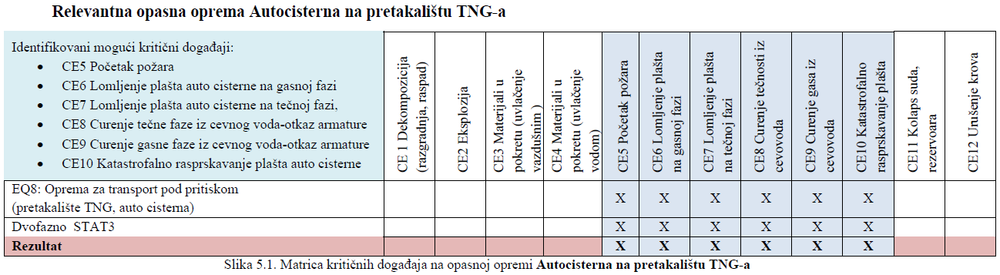 Relevantna opasna oprema Autocisterna na pretakalištu TNG-a
Identifikovani mogući kritični događaji:
• CE5 Početak požara
• CE6 Lomljenje plašta auto cisterne na gasnoj fazi
• CE7 Lomljenje plašta auto cisterne na tečnoj fazi,
• CE8 Curenje tečne faze iz cevnog voda-otkaz armature
• CE9 Curenje gasne faze iz cevnog voda-otkaz armature
• CE10 Katastrofalno rasprskavanje plašta auto cisterne
CE 1 Dekompozicija
(razgradnja, raspad)
CE2 Eksplozija
CE3 Materijali u
pokretu (uvlačenje
vazdušnim )
CE4 Materijali u
pokretu (uvlačenje
vodom)
CE5 Početak požara
CE6 Lomljenje plašta
na gasnoj fazi
CE7 Lomljenje plašta
na tečnoj fazi
CE8 Curenje tečnosti iz
cevovoda
CE9 Curenje gasa iz
cevovoda
CE10 Katastrofalno
rasprskavanje plašta
CE11 Kolaps suda,
rezervoara
CE12 Urušenje krova
EQ8: Oprema za transport pod pritiskom
(pretakalište TNG, auto cisterna) X X X X X X
Dvofazno STAT3 X X X X X X
Rezultat X X X X X X
Slika 5.1. Matrica kritičnih događaja na opasnoj opremi Autocisterna na pretakalištu TNG-a